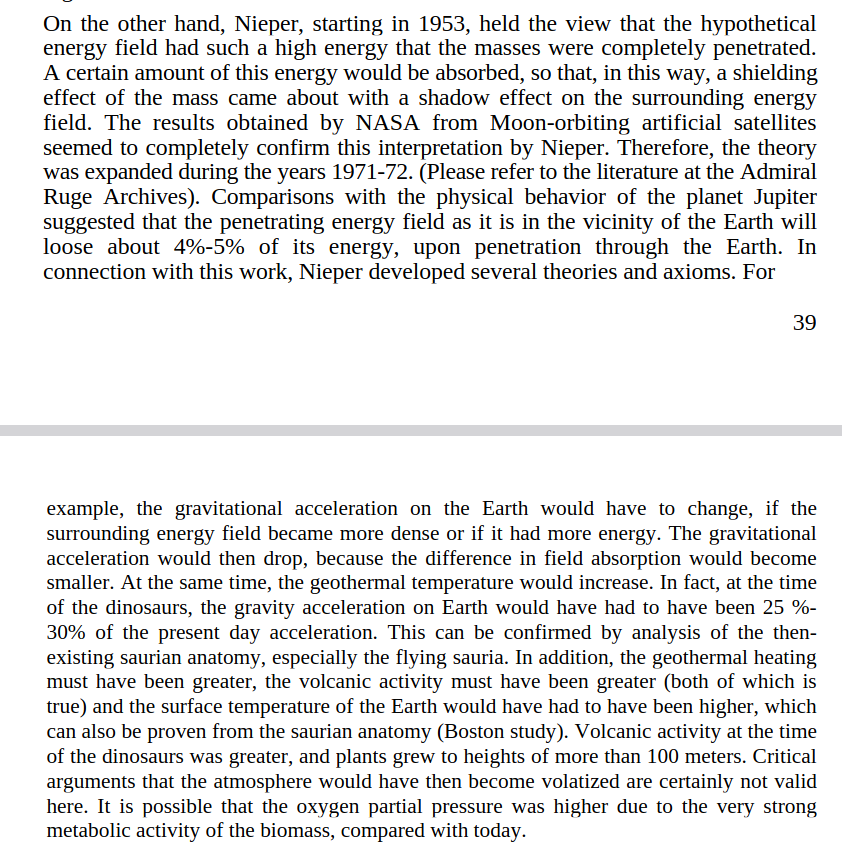 On the other hand, Nieper, starting in 1953, held the view that the hypothetical
energy field had such a high energy that the masses were completely penetrated.
A certain amount of this energy would be absorbed, so that, in this way, a shielding
effect of the mass came about with a shadow effect on the surrounding energy
field. The results obtained by NASA from Moon-orbiting artificial satellites
seemed to completely confirm this interpretation by Nieper. Therefore, the theory
was expanded during the years 1971-72. (Please refer to the literature at the Admiral
Ruge Archives). Comparisons with the physical behavior of the planet Jupiter
suggested that the penetrating energy field as it is in the vicinity of the Earth will
loose about 4%-5% of its energy, upon penetration through the Earth. In
connection with this work, Nieper developed several theories and axioms. For
39
example, the gravitational acceleration on the Earth would have to change, if the
surrounding energy field became more dense or if it had more energy. The gravitational
acceleration would then drop, because the difference in field absorption would become
smaller. At the same time, the geothermal temperature would increase. In fact, at the time
of the dinosaurs, the gravity acceleration on Earth would have had to have been 25 %-
30% of the present day acceleration. This can be confirmed by analysis of the then-
existing saurian anatomy, especially the flying sauria. In addition, the geothermal heating
must have been greater, the volcanic activity must have been greater (both of which is
true) and the surface temperature of the Earth would have had to have been higher, which
can also be proven from the saurian anatomy (Boston study). Volcanic activity at the time
of the dinosaurs was greater, and plants grew to heights of more than 100 meters. Critical
arguments that the atmosphere would have then become volatized are certainly not valid
here. It is possible that the oxygen partial pressure was higher due to the very strong
metabolic activity of the biomass, compared with today.